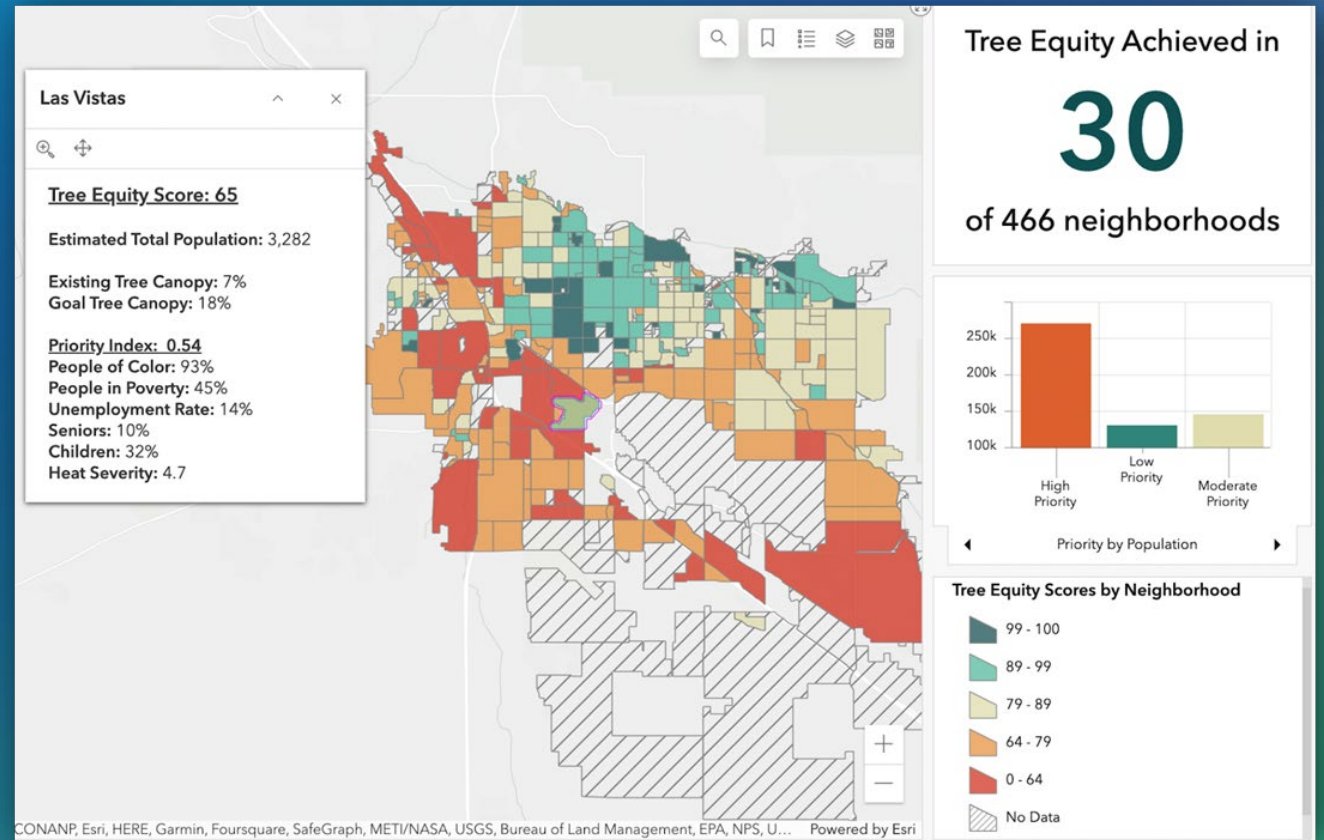 Las Vistas
Tree Equity Score: 65
Estimated Total Population: 3,282
Existing Tree Canopy: 7%
Goal Tree Canopy: 18%
Priority Index: 0.54
People of Color: 93%
People in Poverty: 45%
Unemployment Rate: 14%
Seniors: 10%
Children: 32%
Heat Severity: 4.7
CONANP, Esri, HERE, Garmin, Foursquare, SafeGraph, METI/NASA, USGS, Bureau of Land Management, EPA, NPS, U... Powered by Esri
Tree Equity Achieved in
30
of 466 neighborhoods
250k
200k
150k
100k
High
Priority
Low
Priority
Moderate
Priority
Priority by Population
Tree Equity Scores by Neighborhood
99 - 100
89 - 99
79 - 89
64 - 79
0 - 64
No Data